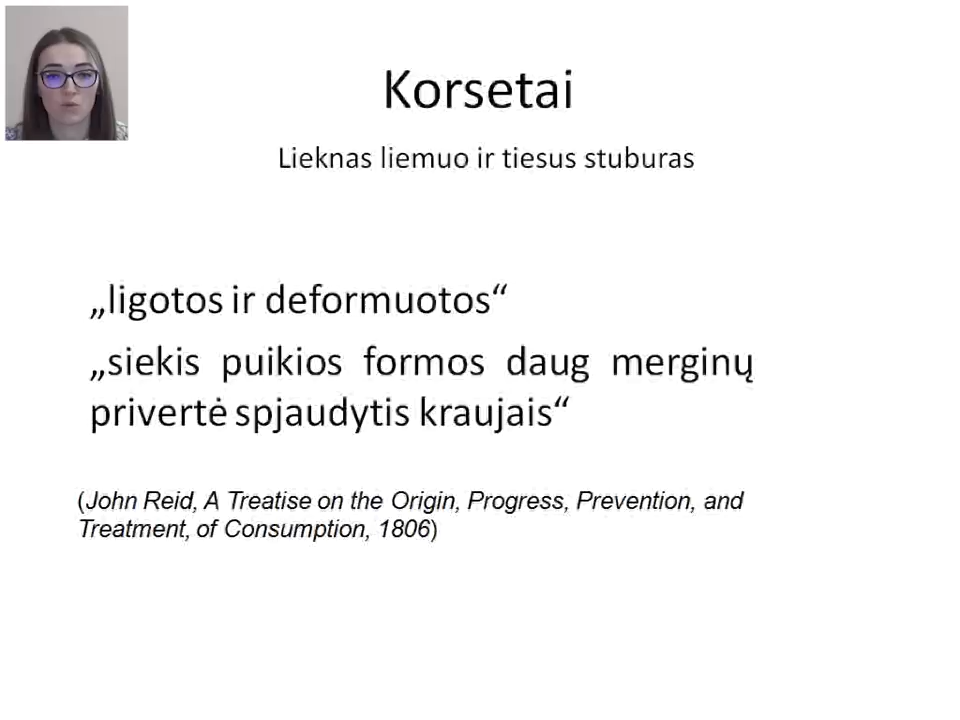 Korsetai
Lieknas liemuo ir tiesus stuburas
„ligotos ir deformuotos“
„siekis puikios formos daug merginų
privertė spjaudytis kraujais“
(John Reid, A Treatise on the Origin, Progress, Prevention, and
Treatment, of Consumption, 1806)